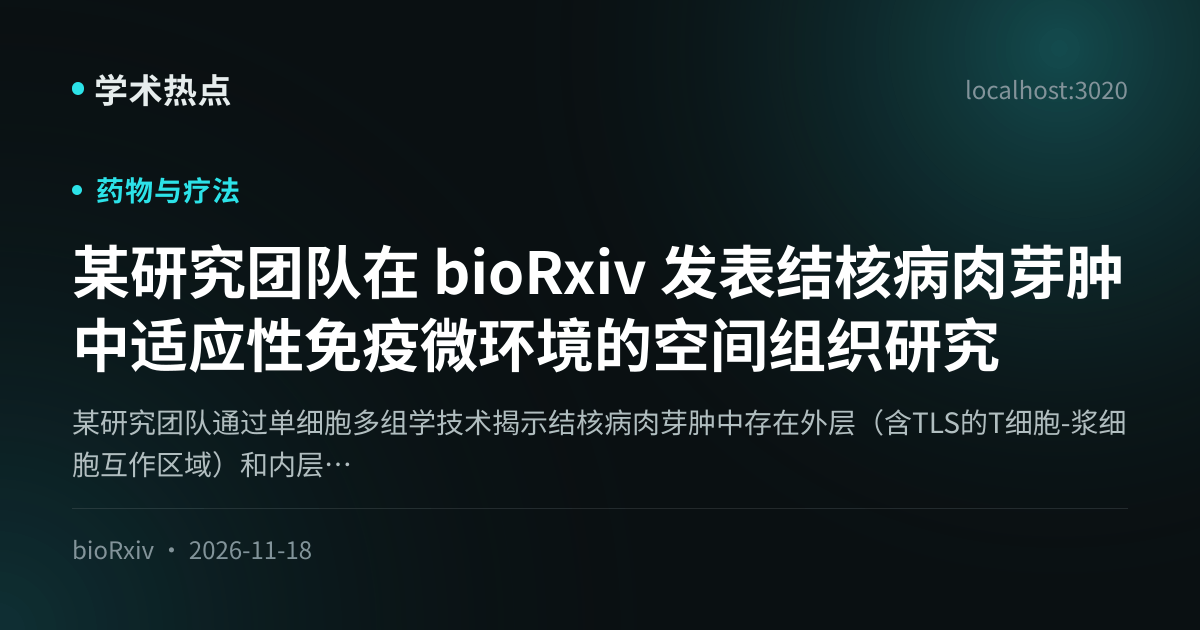 学术热点
localhost:3020
药物与疗法
某研究团队在 bioRxiv 发表结核病肉芽肿
中适应性免疫微环境的空间组织研究
某研究团队通过单细胞多组学技术揭示结核病肉芽肿中存在外层（含TLS的T细胞-浆细
胞互作区域）和内层…
bioRxiv · 2026-11-18